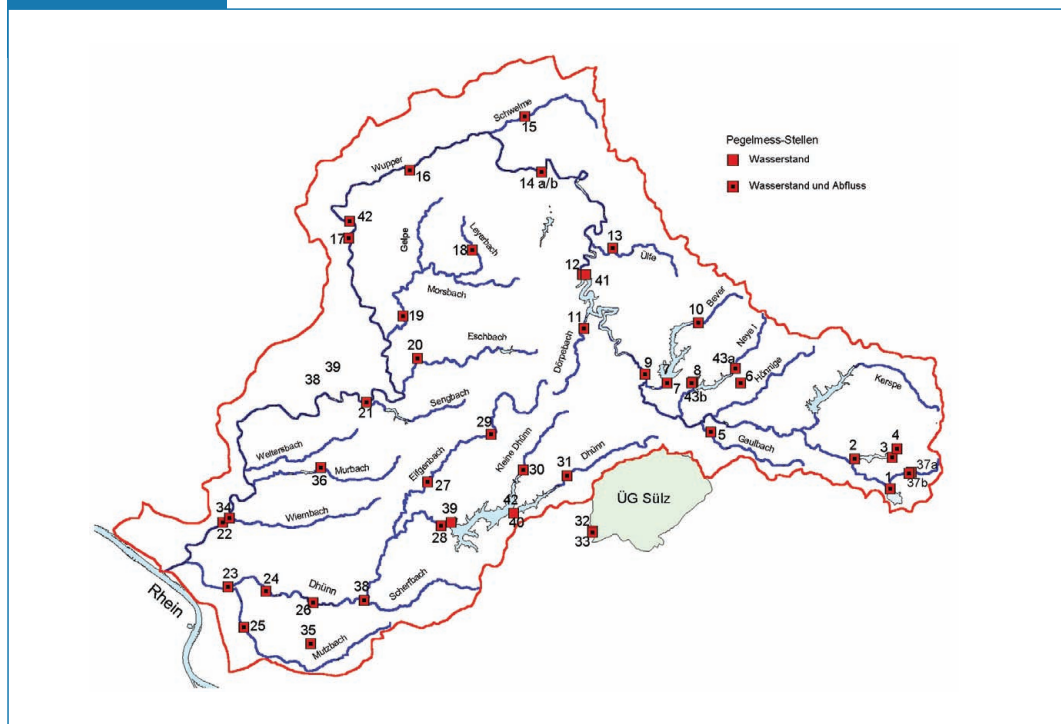 Schwelme
15
Pegelmess-Stellen
Wasserstand
Wasserstand und Abfluss
Wupper
16
14 a/b
42
17
Gelpe
Leyerbach
18
13
Ülfe
12
41
Morsbach
19
11
10
Bever
Dörpebach
Eschbach
20
Neye I
43a
39
38
9
7
7
8
43b
6
Hönnige
Kerspe
21
Sengbach
29
5
Gaulbach
2
4
3
37a
37b
1
Weltersbach
36
Murbach
Eifgenbach
27
Kleine Dhünn
30
31
Dhünn
ÜG Sülz
34
22
Wiembach
39
28
42
40
32
33
Rhein
23
24
Dhünn
26
38
Scherfbach
25
35
Mutzbach